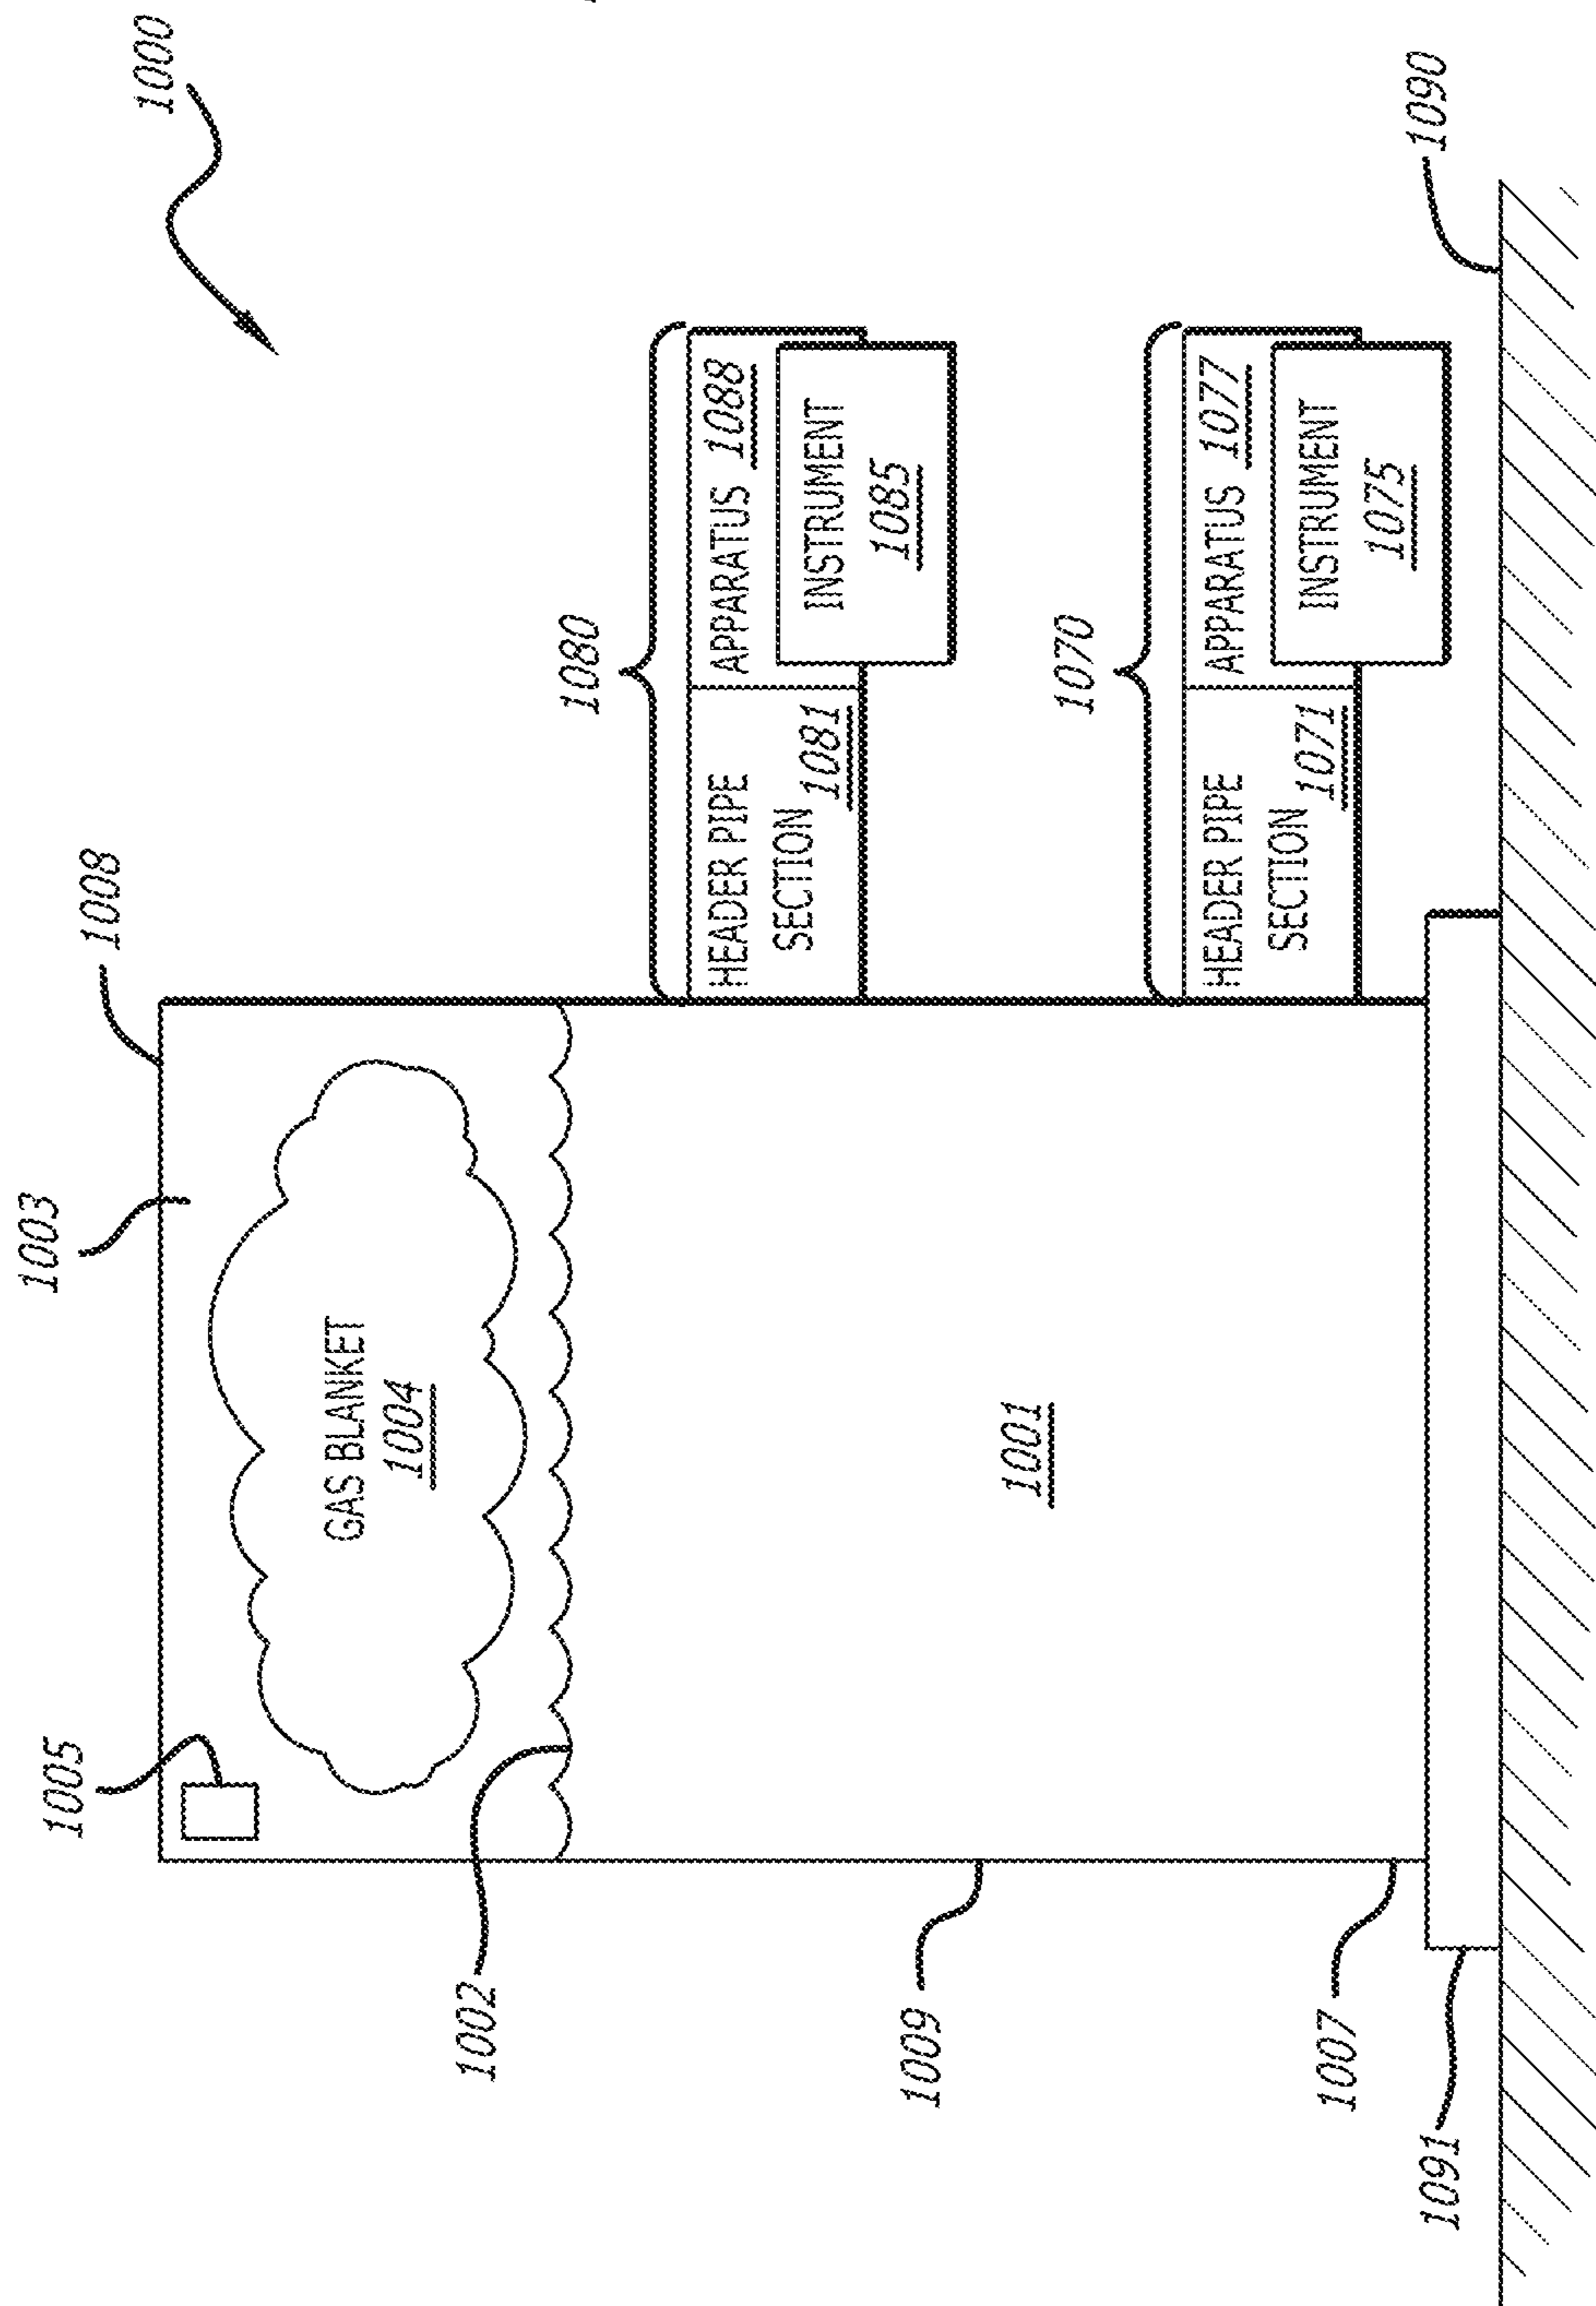 1003
1005
1008
1000
GAS BLANKET
1004
1002
1080
HEADER PIPE
SECTION 1081
APPARATUS 1088
INSTRUMENT
1085
1009
1001
1070
HEADER PIPE
SECTION 1071
APPARATUS 1077
INSTRUMENT
1075
1007
1090
1091